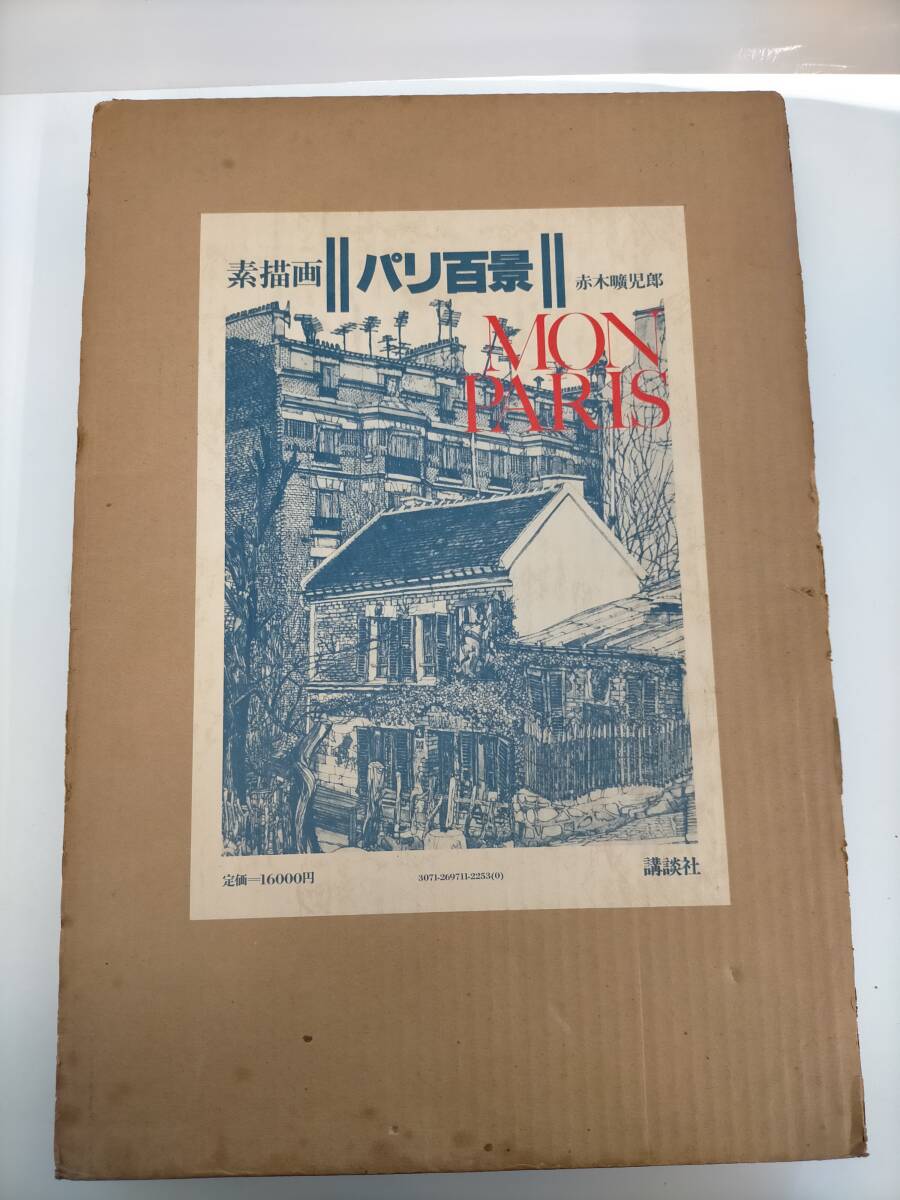 素描画
パリ百景
赤木曠児郎
MON
PARIS
定価=16000円
3071-269711-2253(0)
講談社